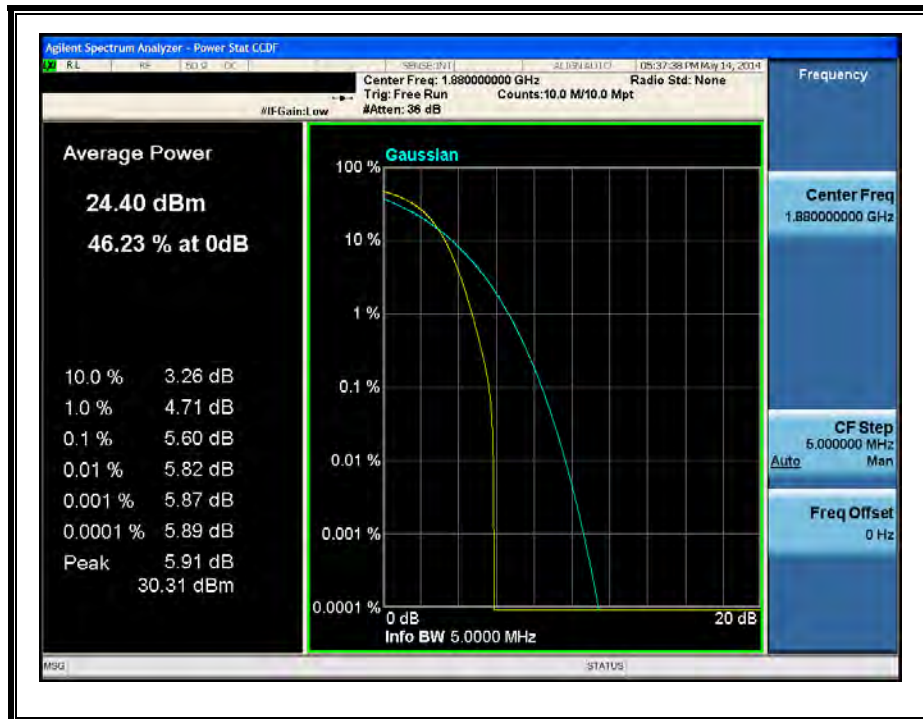 Agilent Spectrum Analyzer - Power Stat CCDF
LXI RL RF 50 Ω DC SENSE:INT ALIGN AUTO 05:37:38 PM May 14, 2014
Center Freq: 1.880000000 GHz Radio Std: None
Trig: Free Run Counts:10.0 M/10.0 Mpt
#IFGain:Low #Atten: 36 dB
Frequency
Average Power
24.40 dBm
46.23 % at 0dB
10.0 % 3.26 dB
1.0 % 4.71 dB
0.1 % 5.60 dB
0.01 % 5.82 dB
0.001 % 5.87 dB
0.0001 % 5.89 dB
Peak 5.91 dB
30.31 dBm
Gaussian
100 %
10 %
1 %
0.1 %
0.01 %
0.001 %
0.0001 %
0 dB 20 dB
Info BW 5.0000 MHz
Center Freq
1.880000000 GHz
CF Step
5.000000 MHz
Auto Man
Freq Offset
0 Hz
MSG STATUS